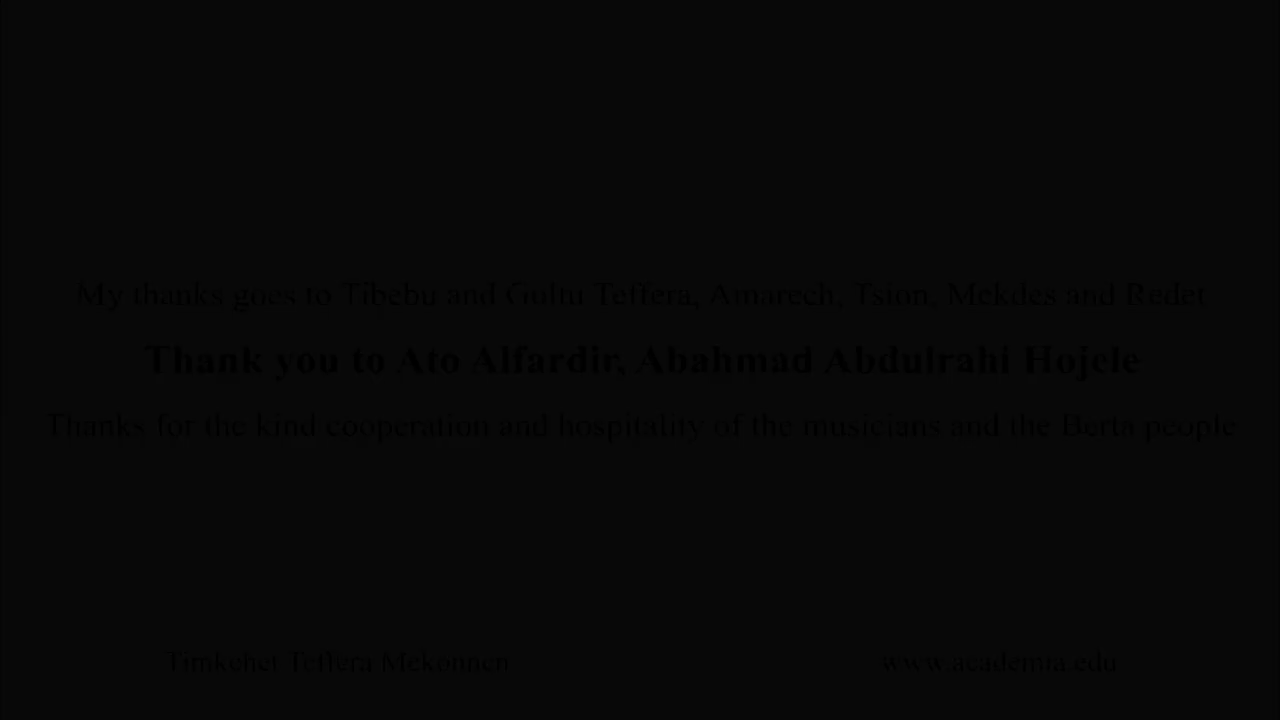 My thanks goes to Tibebu and Gultu Teffera, Amarech, Tsion, Mekdes and Redet
Thank you to Ato Alfardir, Abahmad Abdulrahi Hojele
Thanks for the kind cooperation and hospitality of the musicians and the Berta people
Timkehet Teffera Mekonnen
www.academia.edu